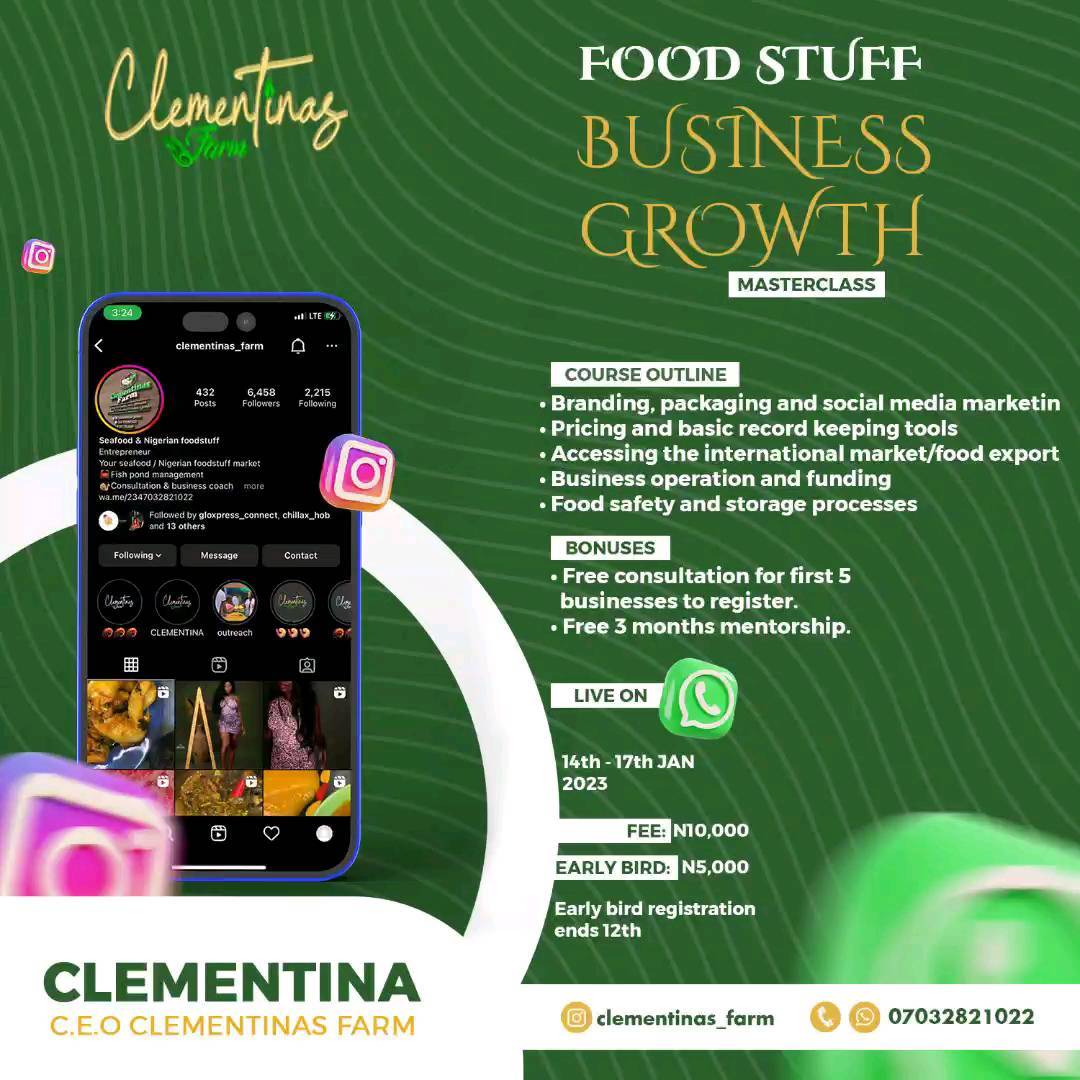 Clementinas
Farm
FOOD STUFF
BUSINESS
GROWTH
MASTERCLASS
3:24
LTE
clementinas_farm
432
6,458
2,215
Posts
Followers
Following
Seafood & Nigerian foodstuff
Entrepreneur
Your seafood / Nigerian foodstuff market
Fish pond management
Consultation & business coach more
wa.me/2347032821022
Followed by gloxpress_connect, chillax_hob
and 13 others
Following
Message
Contact
CLEMENTINA
outreach
COURSE OUTLINE
• Branding, packaging and social media marketin
• Pricing and basic record keeping tools
• Accessing the international market/food export
• Business operation and funding
• Food safety and storage processes
BONUSES
• Free consultation for first 5
businesses to register.
• Free 3 months mentorship.
LIVE ON
14th - 17th JAN
2023
FEE: N10,000
EARLY BIRD: N5,000
Early bird registration
ends 12th
CLEMENTINA
C.E.O CLEMENTINAS FARM
clementinas_farm
07032821022